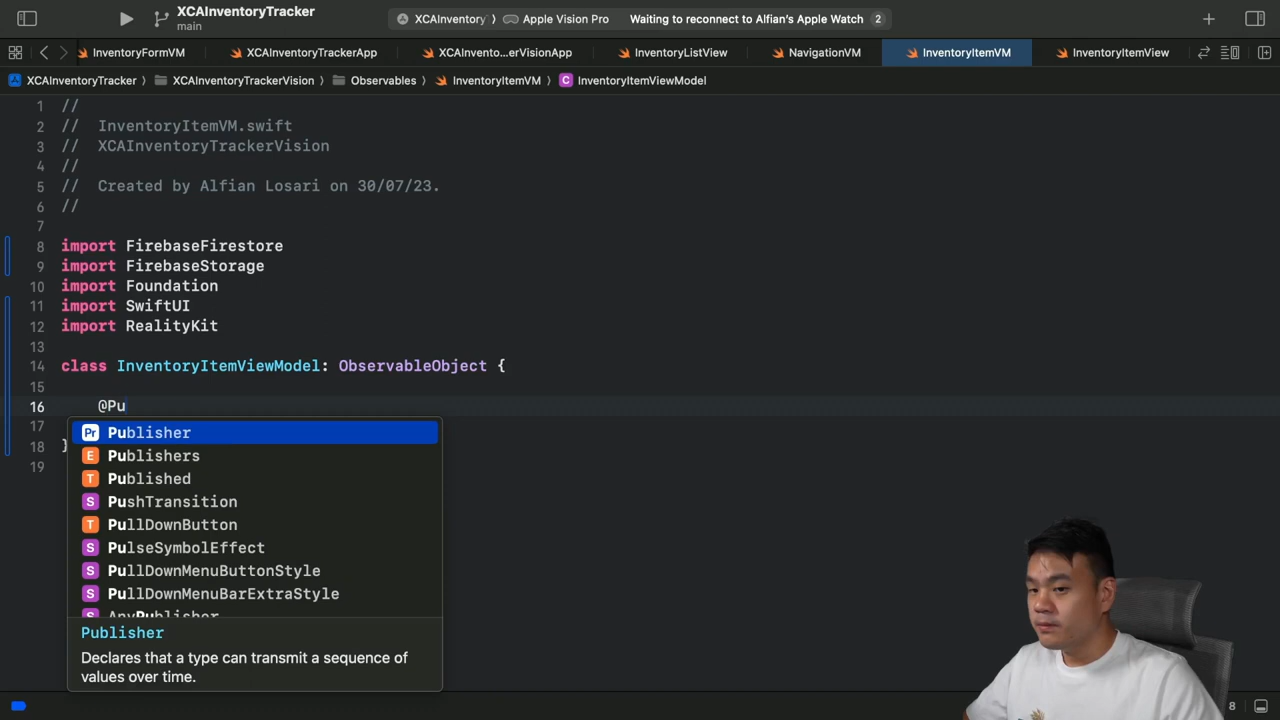 XCAInventoryTracker
main
XCAInventory
Apple Vision Pro
Waiting to reconnect to Alfian's Apple Watch
2
InventoryFormVM
XCAInventoryTrackerApp
XCAInvento...erVisionApp
InventoryListView
NavigationVM
InventoryItemVM
InventoryItemView
XCAInventoryTracker
XCAInventoryTrackerVision
Observables
InventoryItemVM
C InventoryItemViewModel
1 //
2 //  InventoryItemVM.swift
3 //  XCAInventoryTrackerVision
4 //
5 //  Created by Alfian Losari on 30/07/23.
6 //
7
8 import FirebaseFirestore
9 import FirebaseStorage
10 import Foundation
11 import SwiftUI
12 import RealityKit
13
14 class InventoryItemViewModel: ObservableObject {
15
16 @Pu
17
18 }
19
Pr Publisher
E Publishers
T Published
S PushTransition
T PullDownButton
S PulseSymbolEffect
S PullDownMenuButtonStyle
S PullDownMenuBarExtraStyle
S AnyPublisher
Publisher
Declares that a type can transmit a sequence of
values over time.
8